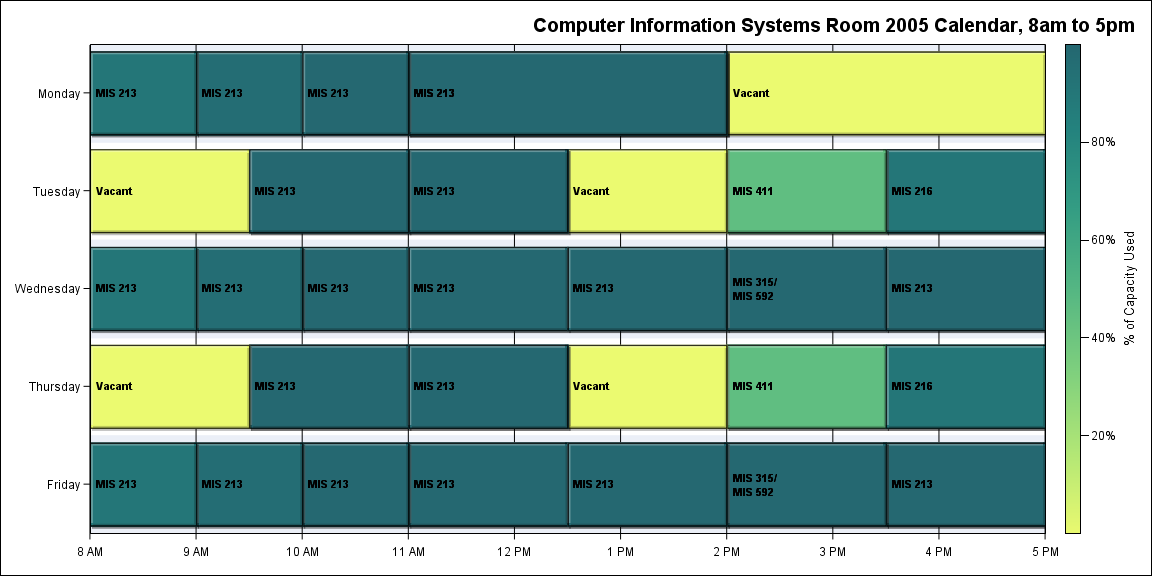 Computer Information Systems Room 2005 Calendar, 8am to 5pm
Monday
MIS 213
MIS 213
MIS 213
MIS 213
Vacant
Tuesday
Vacant
MIS 213
MIS 213
Vacant
MIS 411
MIS 216
Wednesday
MIS 213
MIS 213
MIS 213
MIS 213
MIS 213
MIS 315/
MIS 592
MIS 213
Thursday
Vacant
MIS 213
MIS 213
Vacant
MIS 411
MIS 216
Friday
MIS 213
MIS 213
MIS 213
MIS 213
MIS 213
MIS 315/
MIS 592
MIS 213
8 AM
9 AM
10 AM
11 AM
12 PM
1 PM
2 PM
3 PM
4 PM
5 PM
80%
60%
40%
20%
% of Capacity Used